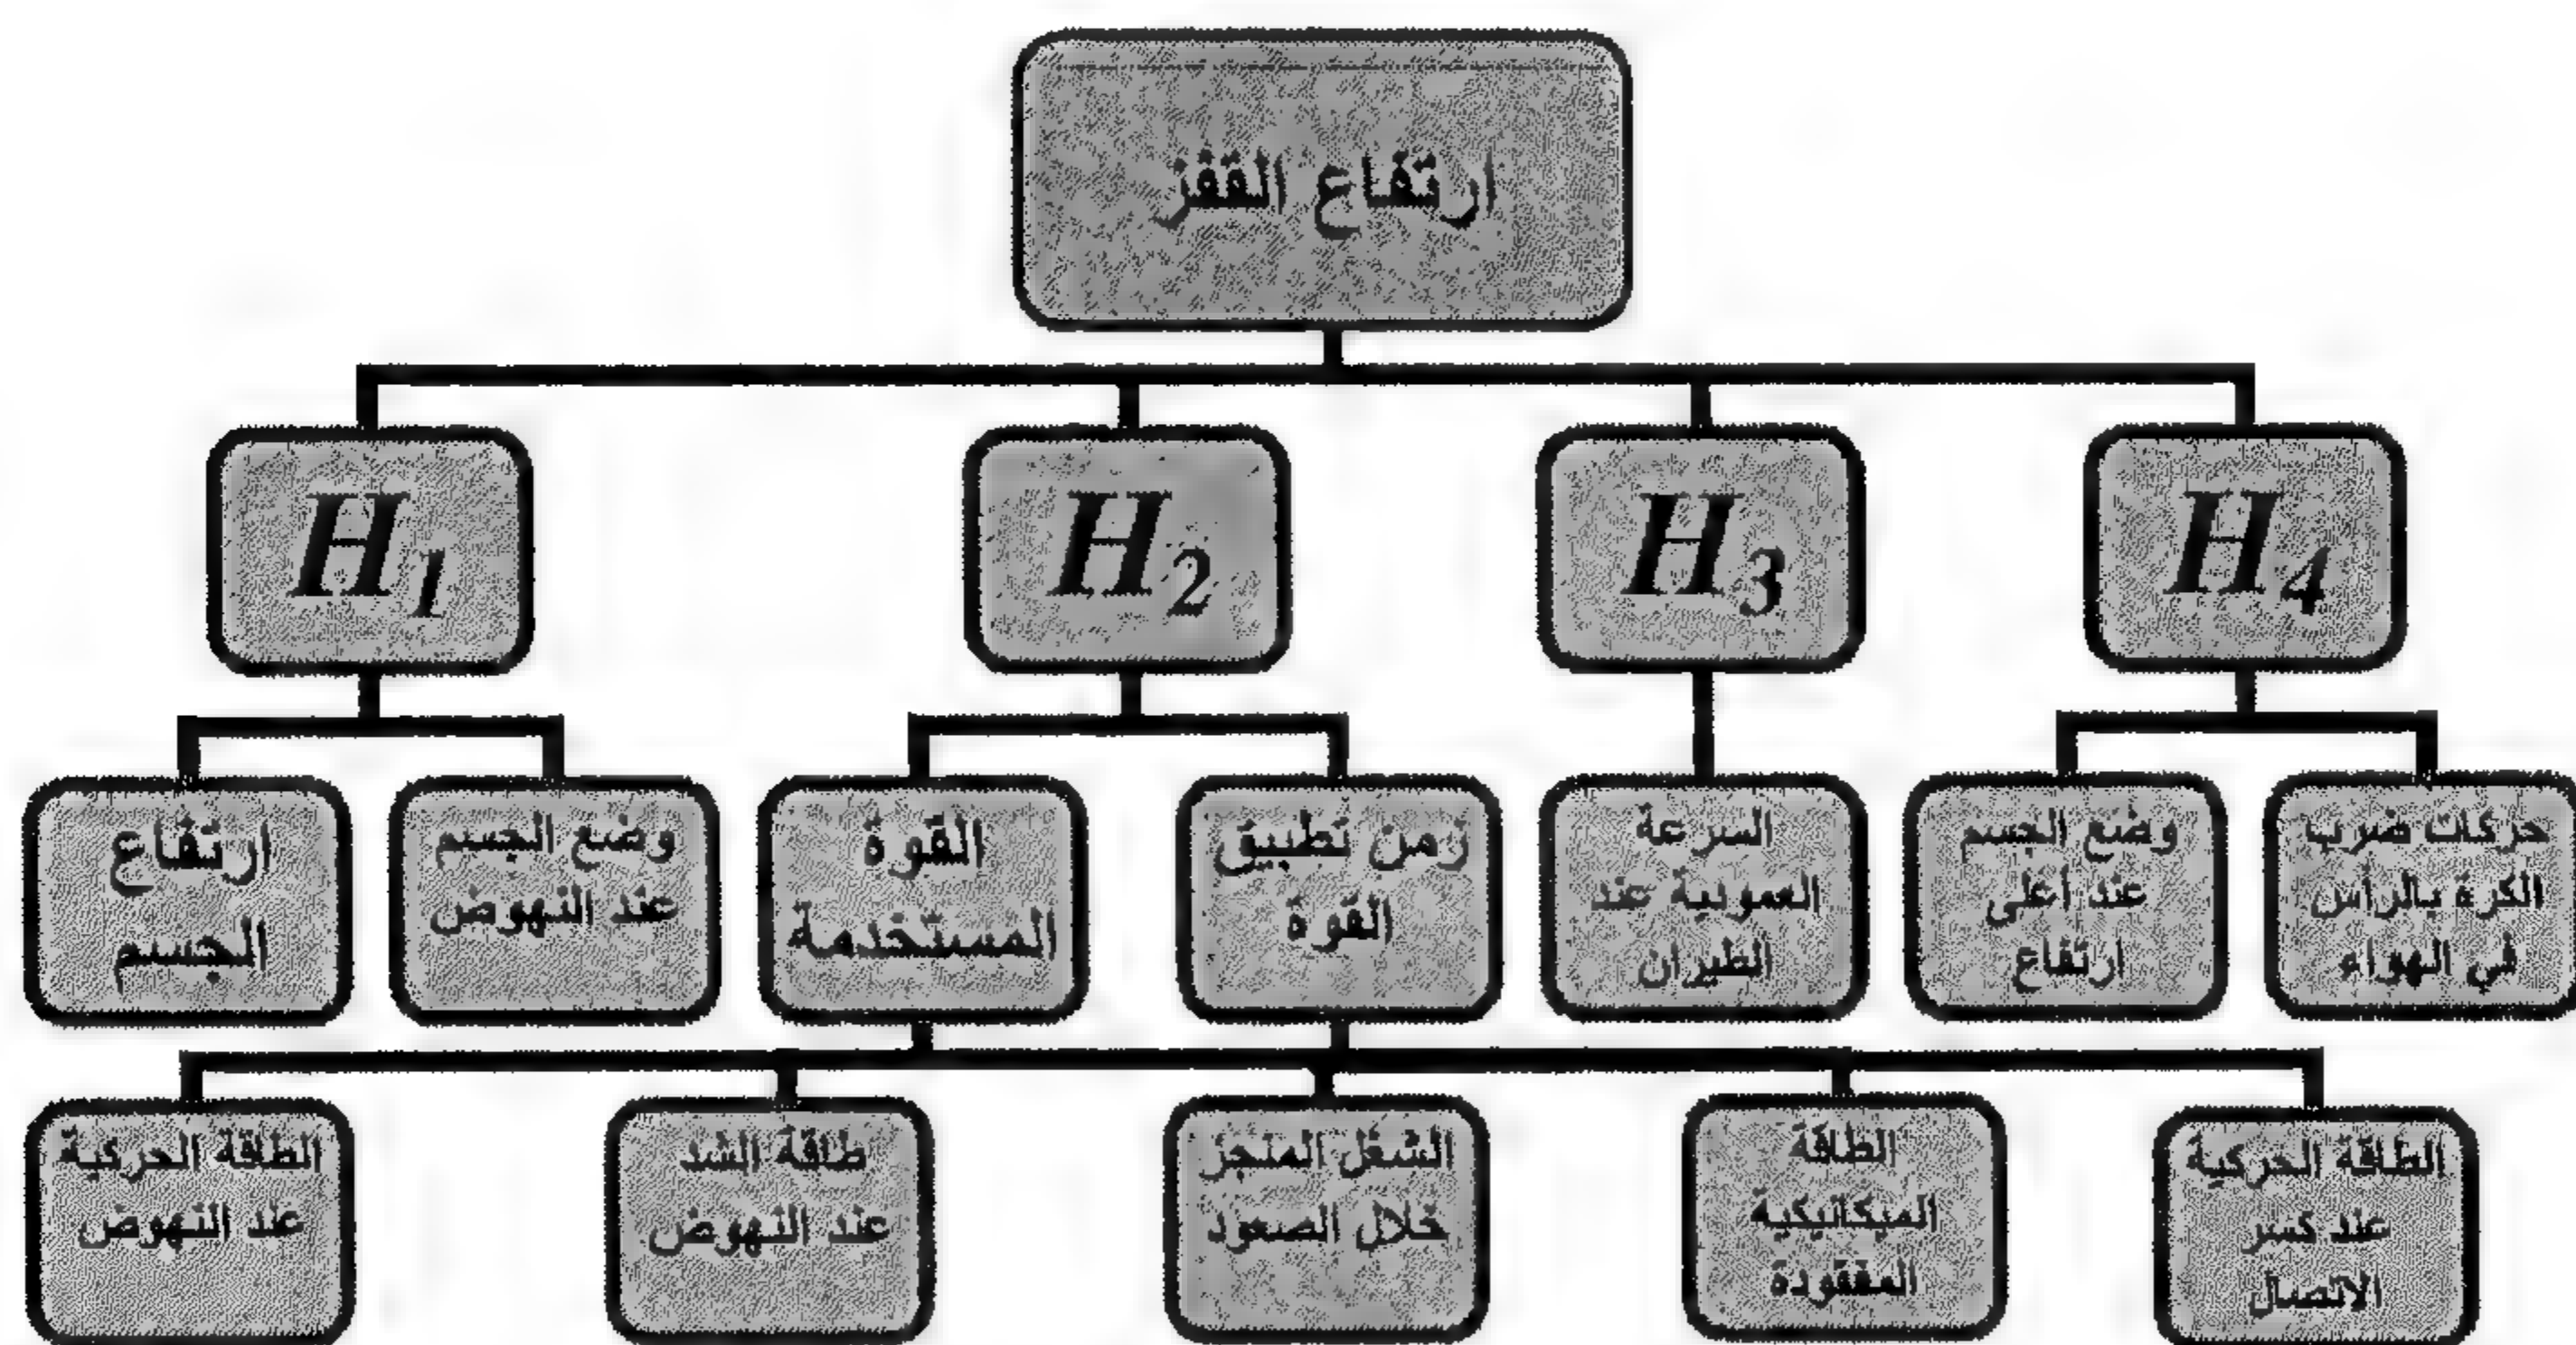 ارتفاع القفز
H1
H2
H3
H4
ارتفاع
الجسم
وضع الجسم
عند النهوض
القوة
المستخدمة
زمن تطبيق
القوة
السرعة
العمودية عند
الطيران
وضع الجسم
عند أعلى
ارتفاع
حركات ضرب
الكرة بالرأس
في الهواء
الطاقة الحركية
عند النهوض
طاقة الشد
عند النهوض
الشغل المنجز
خلال الصعود
الطاقة
الميكانيكية
المفقودة
الطاقة الحركية
عند كسر
الاتصال